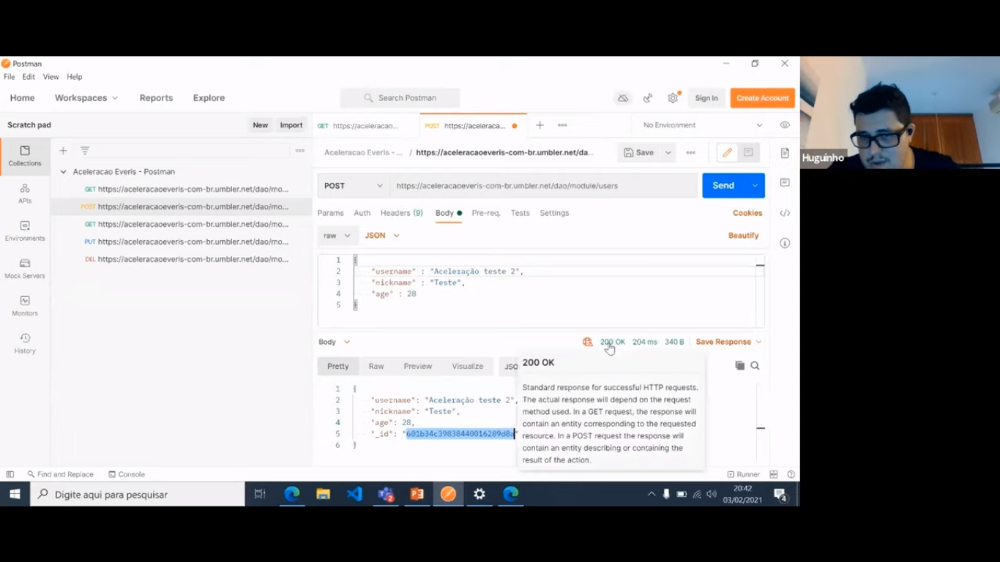 Postman
File Edit View Help
Home Workspaces Reports Explore Search Postman Sign In Create Account
Scratch pad New Import
GET https://aceleracao... POST https://aceleraca... No Environment
Collections
APIs
Environments
Mock Servers
Monitors
History
Aceleracao Everis - Postman
GET https://aceleracaoeveris-com-br.umbler.net/dao/mo...
POST https://aceleracaoeveris-com-br.umbler.net/dao/mo...
GET https://aceleracaoeveris-com-br.umbler.net/dao/mo...
PUT https://aceleracaoeveris-com-br.umbler.net/dao/mo...
DEL https://aceleracaoeveris-com-br.umbler.net/dao/mo...
Aceleracao Everis - ... / https://aceleracaoeveris-com-br.umbler.net/da... Save
POST https://aceleracaoeveris-com-br.umbler.net/dao/module/users Send
Params Auth Headers (9) Body Pre-req. Tests Settings Cookies
raw JSON Beautify
1 {
2 "username" : "Aceleração teste 2",
3 "nickname" : "Teste",
4 "age" : 28
5 }
Body 200 OK 204 ms 340 B Save Response
Pretty Raw Preview Visualize JSO
1 {
2 "username": "Aceleração teste 2",
3 "nickname": "Teste",
4 "age": 28,
5 "_id": "601b34c39838440016289d8a"
6 }
200 OK
Standard response for successful HTTP requests.
The actual response will depend on the request
method used. In a GET request, the response will
contain an entity corresponding to the requested
resource. In a POST request the response will
contain an entity describing or containing the
result of the action.
Find and Replace Console Runner
Digite aqui para pesquisar
2
20:42
03/02/2021
4
Huguinho